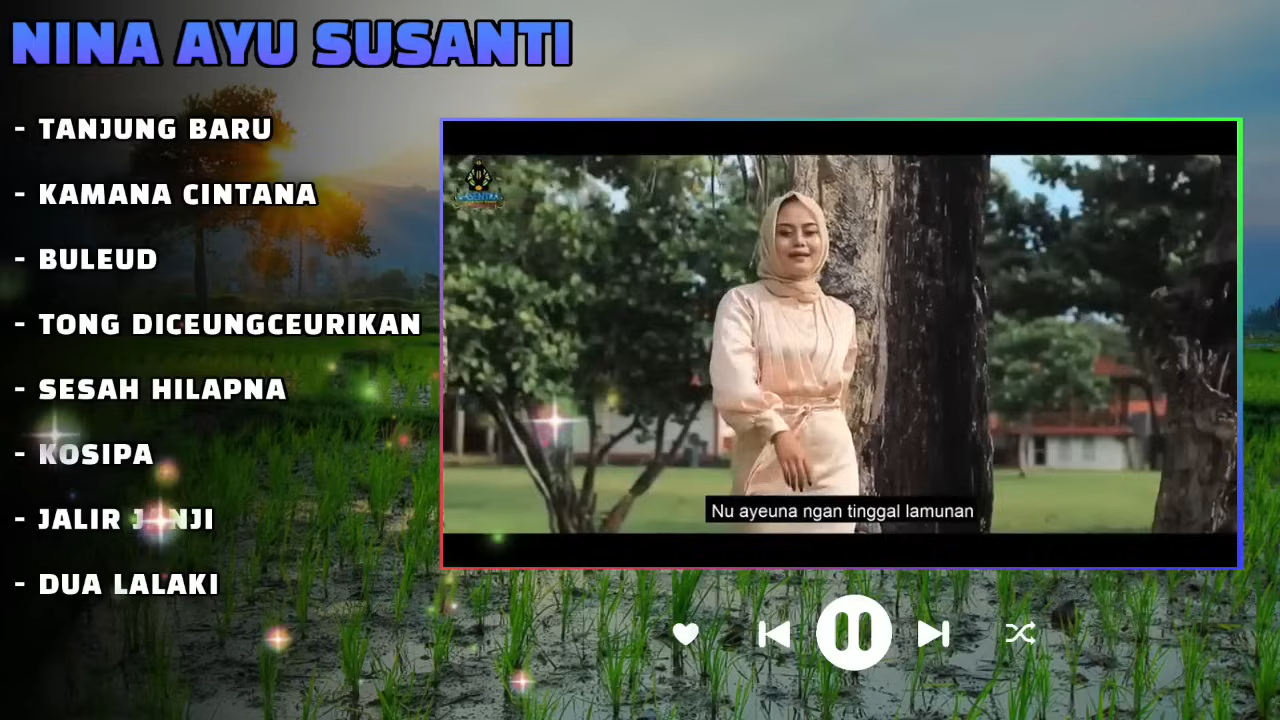 NINA AYU SUSANTI
- TANJUNG BARU
- KAMANA CINTANA
- BULEUD
- TONG DICEUNGCEURIKAN
- SESAH HILAPNA
- KOSIPA
- JALIR JANJI
- DUA LALAKI
Nu ayeuna ngan tinggal lamunan